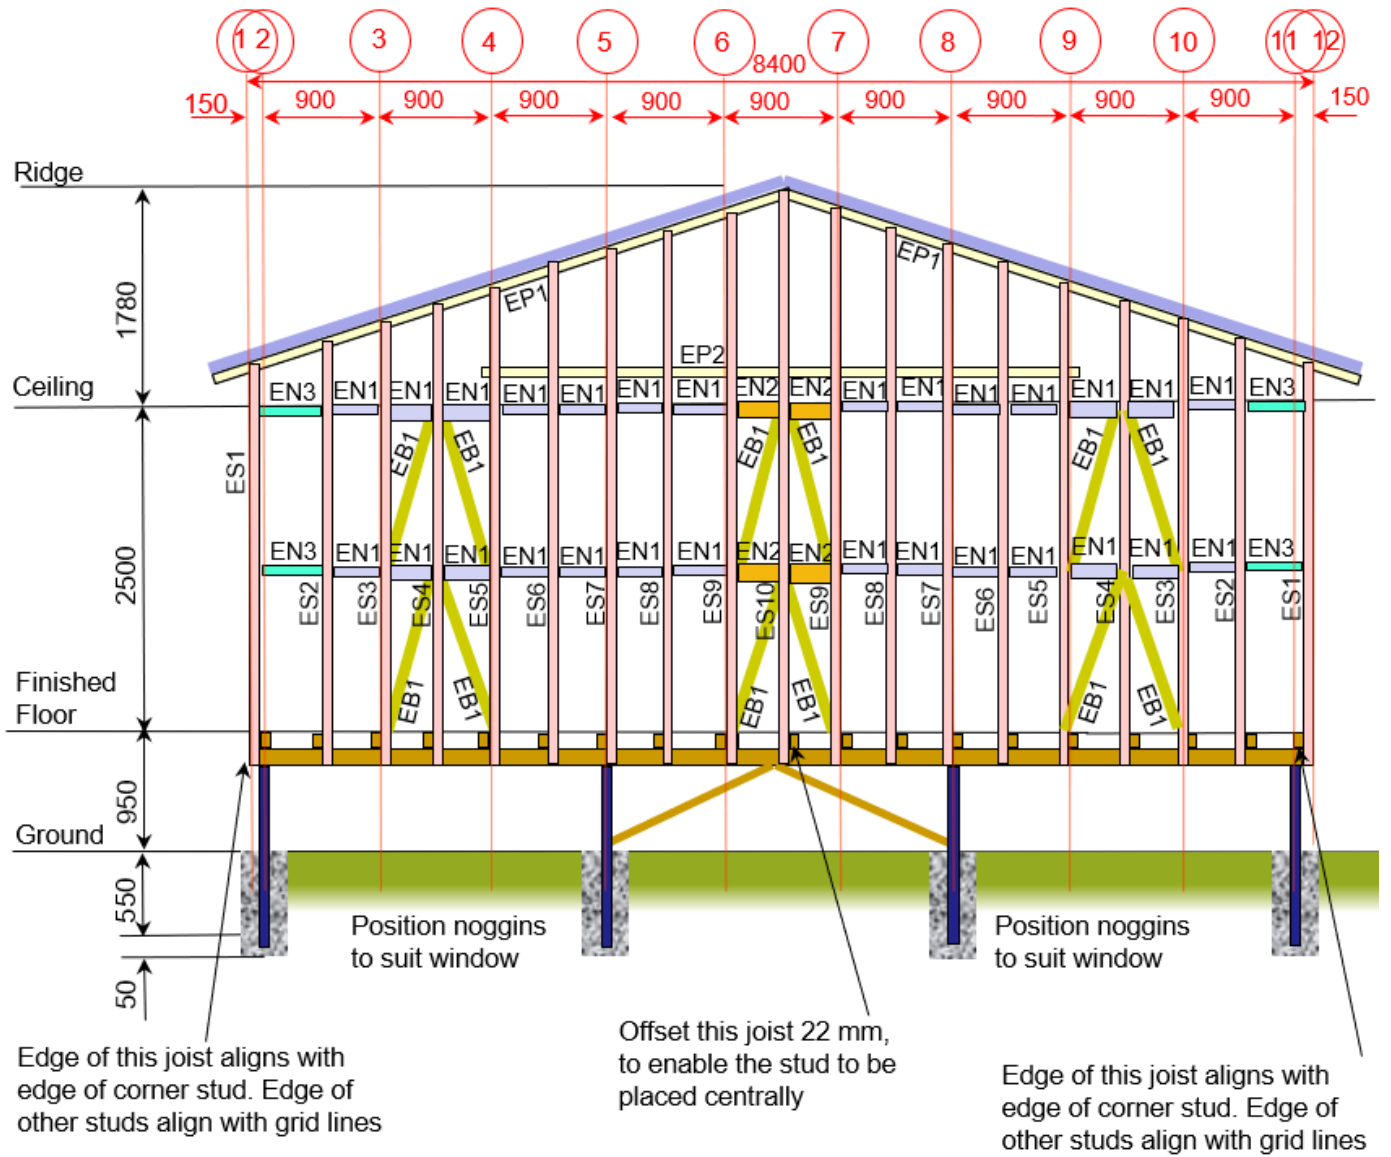 1 2 3 4 5 6 7 8 9 10 11 12
8400
150 900 900 900 900 900 900 900 900 900 150
Ridge
1780
EP1 EP1
EP2
Ceiling
EN3 EN1 EN1 EN1 EN1 EN1 EN1 EN1 EN2 EN2 EN1 EN1 EN1 EN1 EN1 EN1 EN1 EN3
ES1 EB1 EB1 EB1 EB1 EB1 EB1
2500
EN3 EN1 EN1 EN1 EN1 EN1 EN1 EN1 EN2 EN2 EN1 EN1 EN1 EN1 EN1 EN1 EN1 EN3
ES2 ES3 ES4 ES5 ES6 ES7 ES8 ES9 ES10 ES9 ES8 ES7 ES6 ES5 ES4 ES3 ES2 ES1
EB1 EB1 EB1 EB1 EB1 EB1
Finished
Floor
950
Ground
550
50
Position noggins
to suit window
Position noggins
to suit window
Edge of this joist aligns with
edge of corner stud. Edge of
other studs align with grid lines
Offset this joist 22 mm,
to enable the stud to be
placed centrally
Edge of this joist aligns with
edge of corner stud. Edge of
other studs align with grid lines